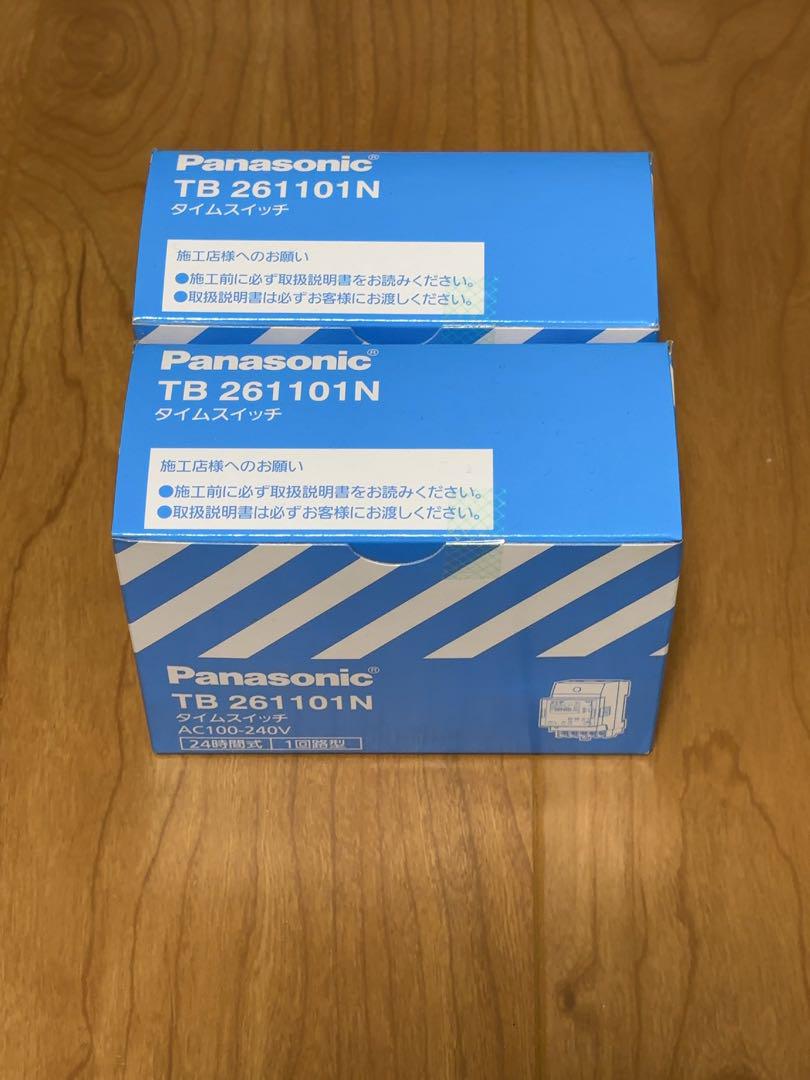 Panasonic®
TB 261101N
タイムスイッチ
施工店様へのお願い
●施工前に必ず取扱説明書をお読みください。
●取扱説明書は必ずお客様にお渡しください。
Panasonic®
TB 261101N
タイムスイッチ
施工店様へのお願い
●施工前に必ず取扱説明書をお読みください。
●取扱説明書は必ずお客様にお渡しください。
Panasonic®
TB 261101N
タイムスイッチ
AC100-240V
24時間式 1回路型